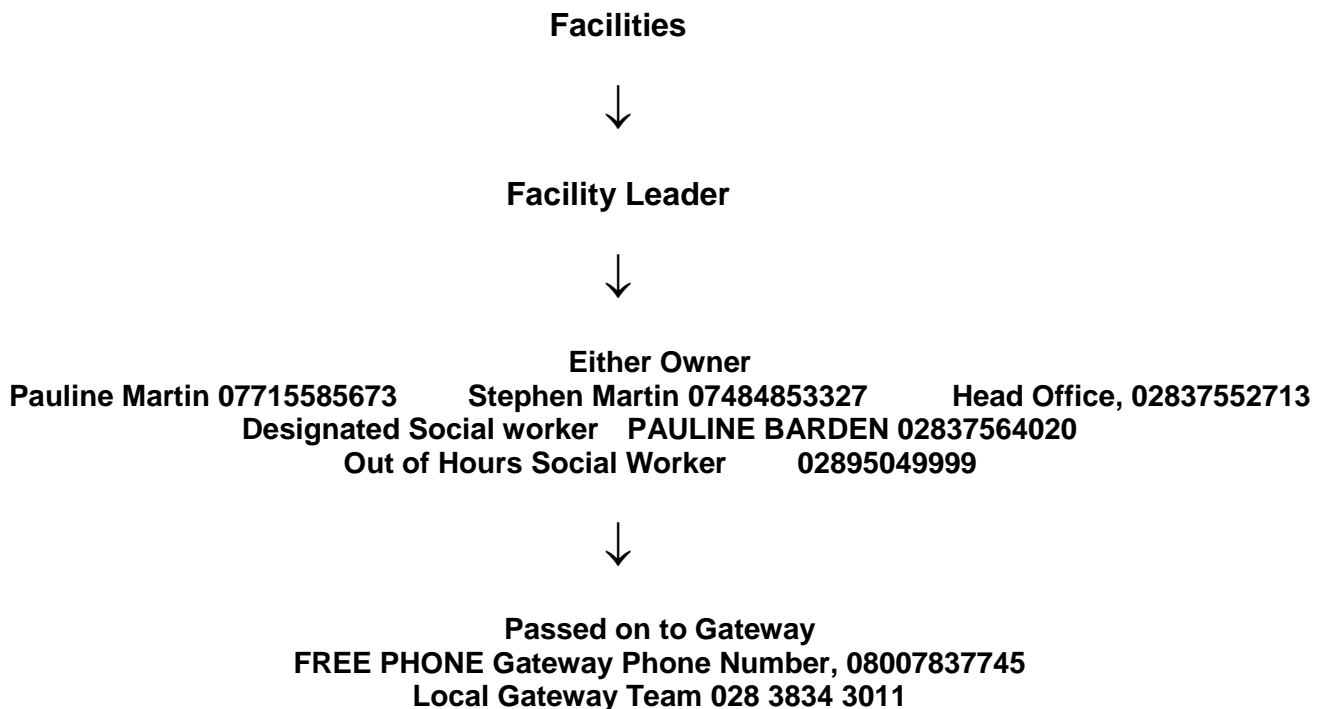 Facilities
↓
Facility Leader
↓
Either Owner
Pauline Martin 07715585673 Stephen Martin 07484853327 Head Office, 02837552713
Designated Social worker PAULINE BARDEN 02837564020
Out of Hours Social Worker 02895049999
↓
Passed on to Gateway
FREE PHONE Gateway Phone Number, 08007837745
Local Gateway Team 028 3834 3011